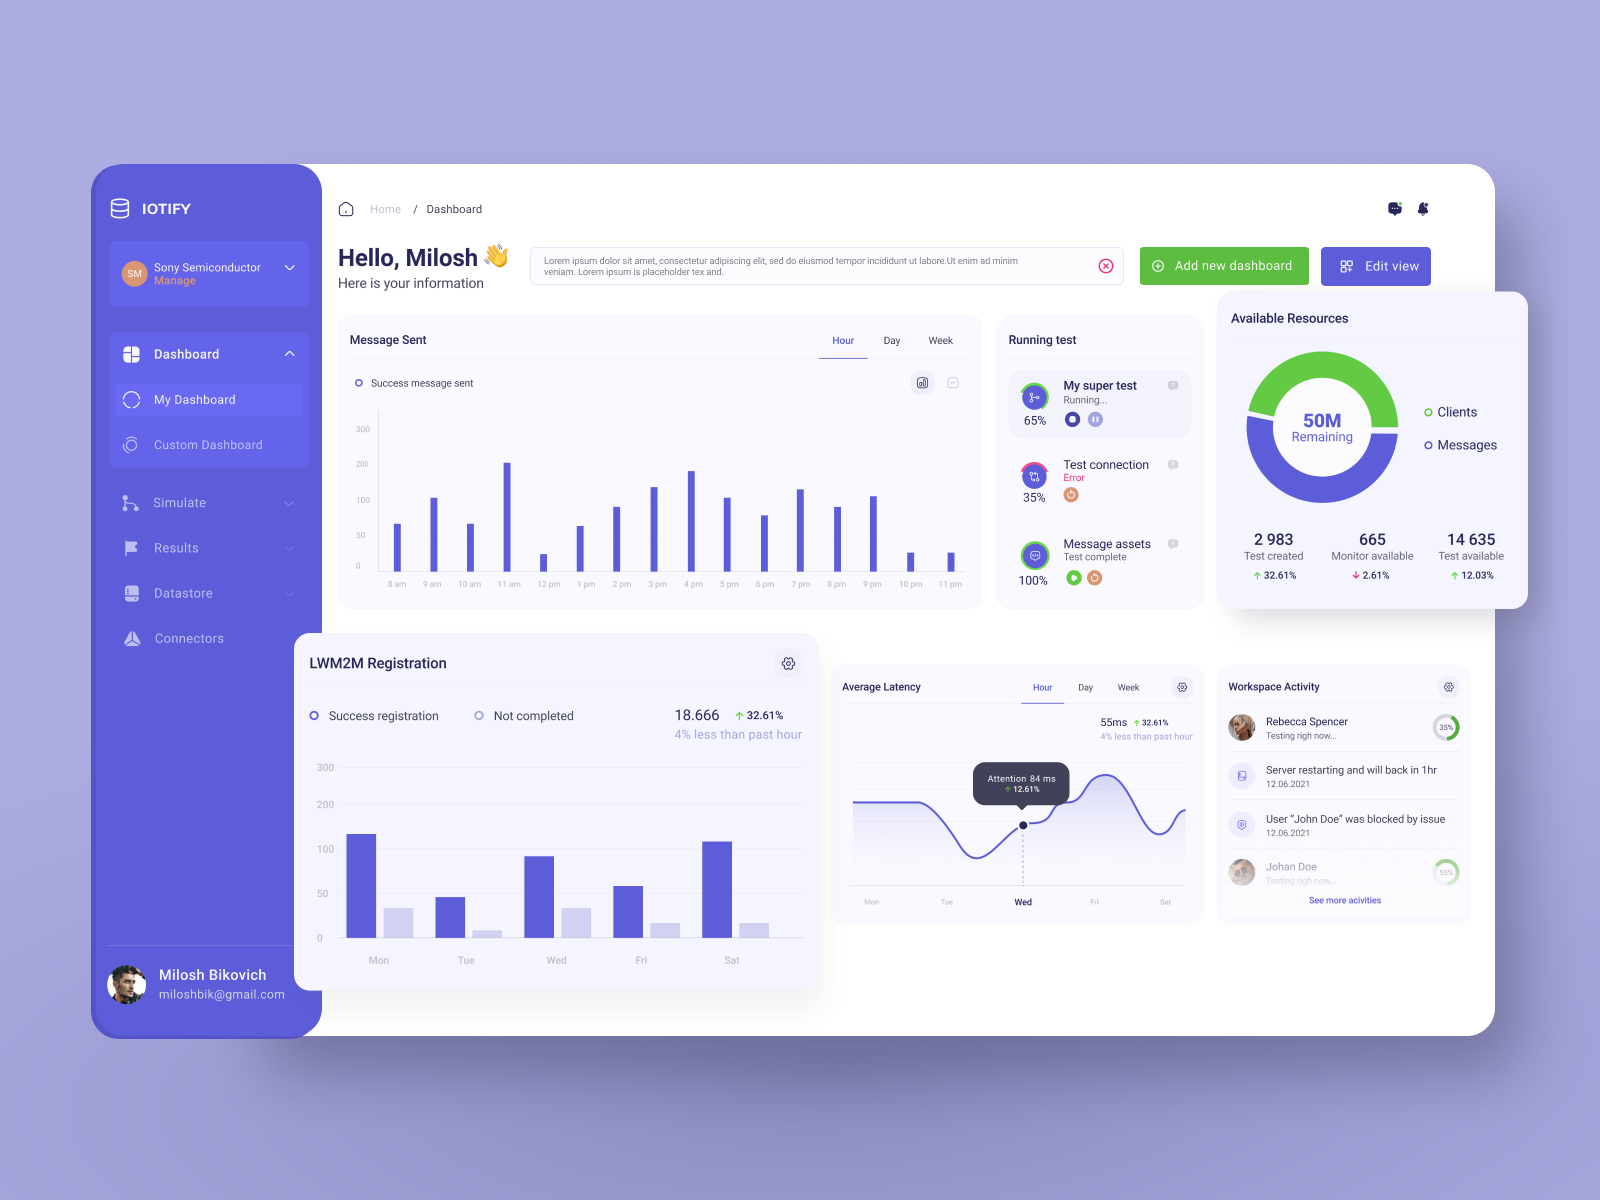 IOTIFY
SM
Sony Semiconductor
Manage
Dashboard
My Dashboard
Custom Dashboard
Simulate
Results
Datastore
Connectors
Milosh Bikovich
miloshbik@gmail.com
Home / Dashboard
Hello, Milosh
Here is your information
Lorem ipsum dolor sit amet, consectetur adipiscing elit, sed do eiusmod tempor incididunt ut labore.Ut enim ad minim
veniam. Lorem ipsum is placeholder tex and.
Add new dashboard
Edit view
Message Sent
Hour Day Week
Success message sent
300
200
100
50
0
8 am 9 am 10 am 11 am 12 pm 1 pm 2 pm 3 pm 4 pm 5 pm 6 pm 7 pm 8 pm 9 pm 10 pm 11 pm
Running test
My super test
Running...
65%
Test connection
Error
35%
Message assets
Test complete
100%
Available Resources
50M
Remaining
Clients
Messages
2 983
Test created
32.61%
665
Monitor available
2.61%
14 635
Test available
12.03%
LWM2M Registration
Success registration
Not completed
18.666 32.61%
4% less than past hour
300
200
100
50
0
Mon Tue Wed Fri Sat
Average Latency
Hour Day Week
55ms 32.61%
4% less than past hour
Attention 84 ms
12.61%
Mon Tue Wed Fri Sat
Workspace Activity
Rebecca Spencer
Testing righ now...
35%
Server restarting and will back in 1hr
12.06.2021
User “John Doe” was blocked by issue
12.06.2021
Johan Doe
Testing righ now...
55%
See more acivities